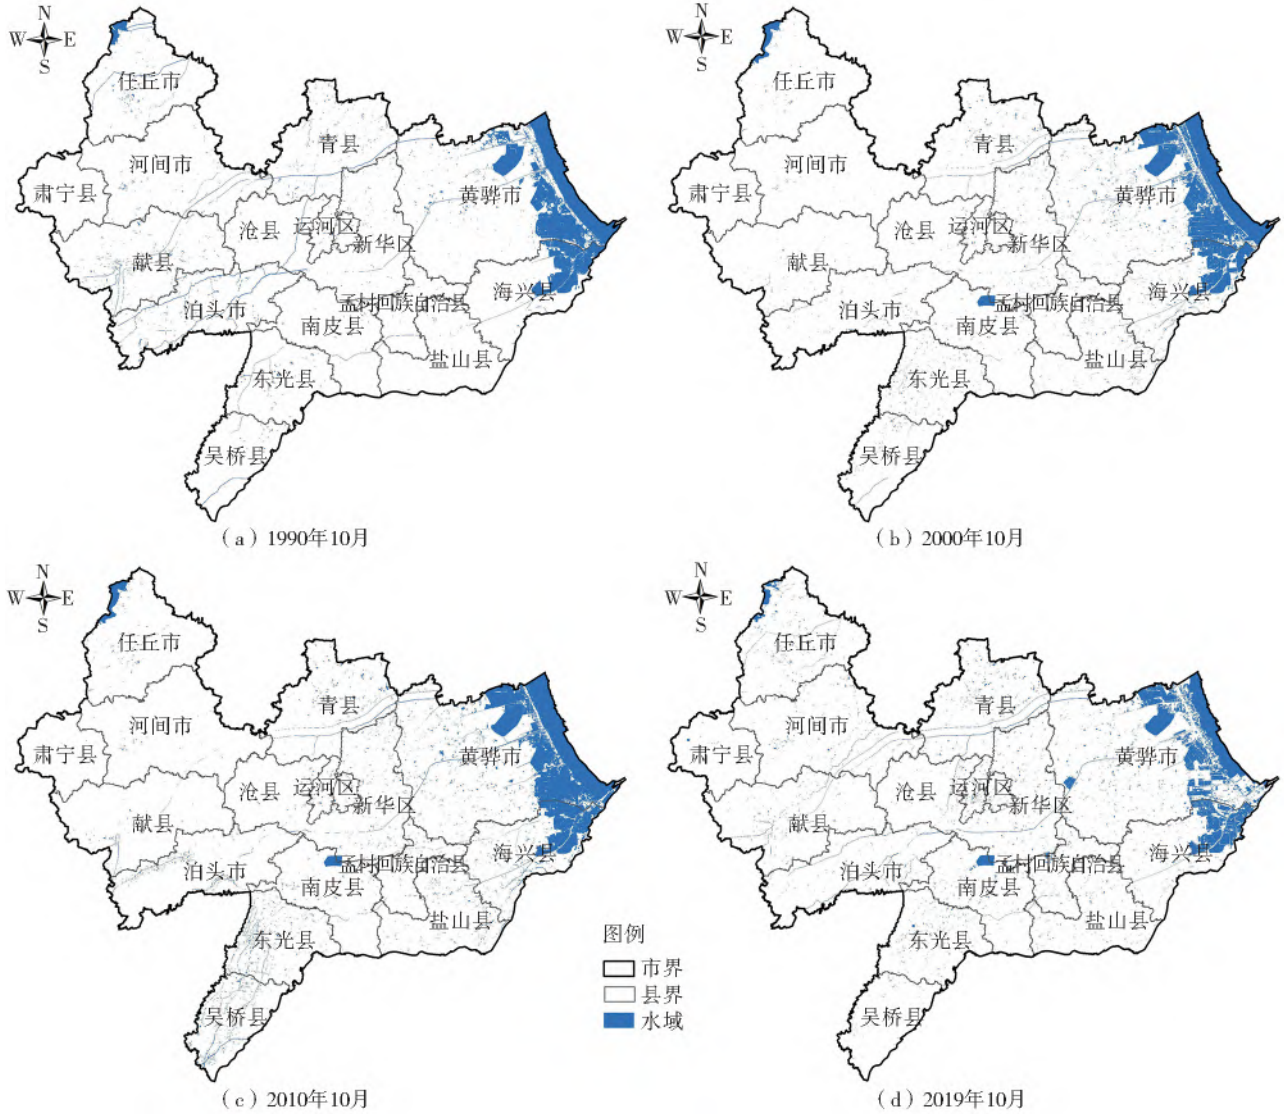 N
W E
S
任丘市
青县
河间市
肃宁县
黄骅市
沧县
运河区
新华区
献县
海兴县
泊头市
孟村回族自治县
南皮县
盐山县
东光县
吴桥县
（a）1990年10月
N
W E
S
任丘市
青县
河间市
肃宁县
黄骅市
沧县
运河区
新华区
献县
海兴县
泊头市
孟村回族自治县
南皮县
盐山县
东光县
吴桥县
（b）2000年10月
N
W E
S
任丘市
青县
河间市
肃宁县
黄骅市
沧县
运河区
新华区
献县
海兴县
泊头市
孟村回族自治县
南皮县
盐山县
东光县
吴桥县
（c）2010年10月
图例
市界
县界
水域
N
W E
S
任丘市
青县
河间市
肃宁县
黄骅市
沧县
运河区
新华区
献县
海兴县
泊头市
孟村回族自治县
南皮县
盐山县
东光县
吴桥县
（d）2019年10月